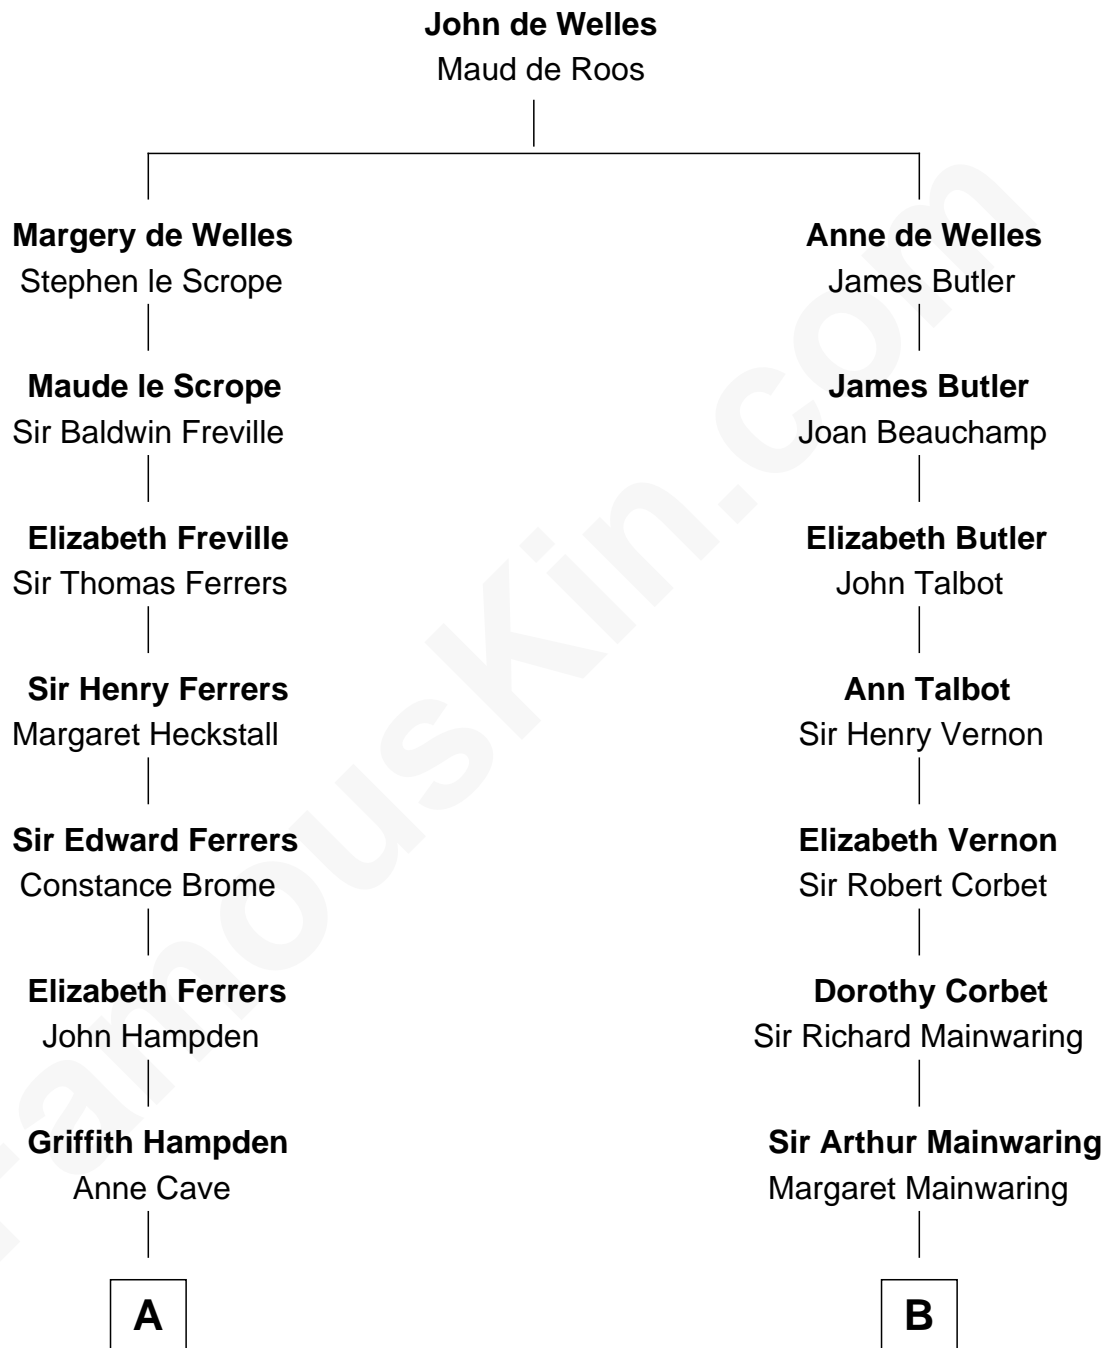 John de Welles
Maud de Roos
Margery de Welles
Stephen le Scrope
Anne de Welles
James Butler
Maude le Scrope
Sir Baldwin Freville
James Butler
Joan Beauchamp
Elizabeth Freville
Sir Thomas Ferrers
Elizabeth Butler
John Talbot
Sir Henry Ferrers
Margaret Heckstall
Ann Talbot
Sir Henry Vernon
Sir Edward Ferrers
Constance Brome
Elizabeth Vernon
Sir Robert Corbet
Elizabeth Ferrers
John Hampden
Dorothy Corbet
Sir Richard Mainwaring
Griffith Hampden
Anne Cave
Sir Arthur Mainwaring
Margaret Mainwaring
A
B
FamousKin.com